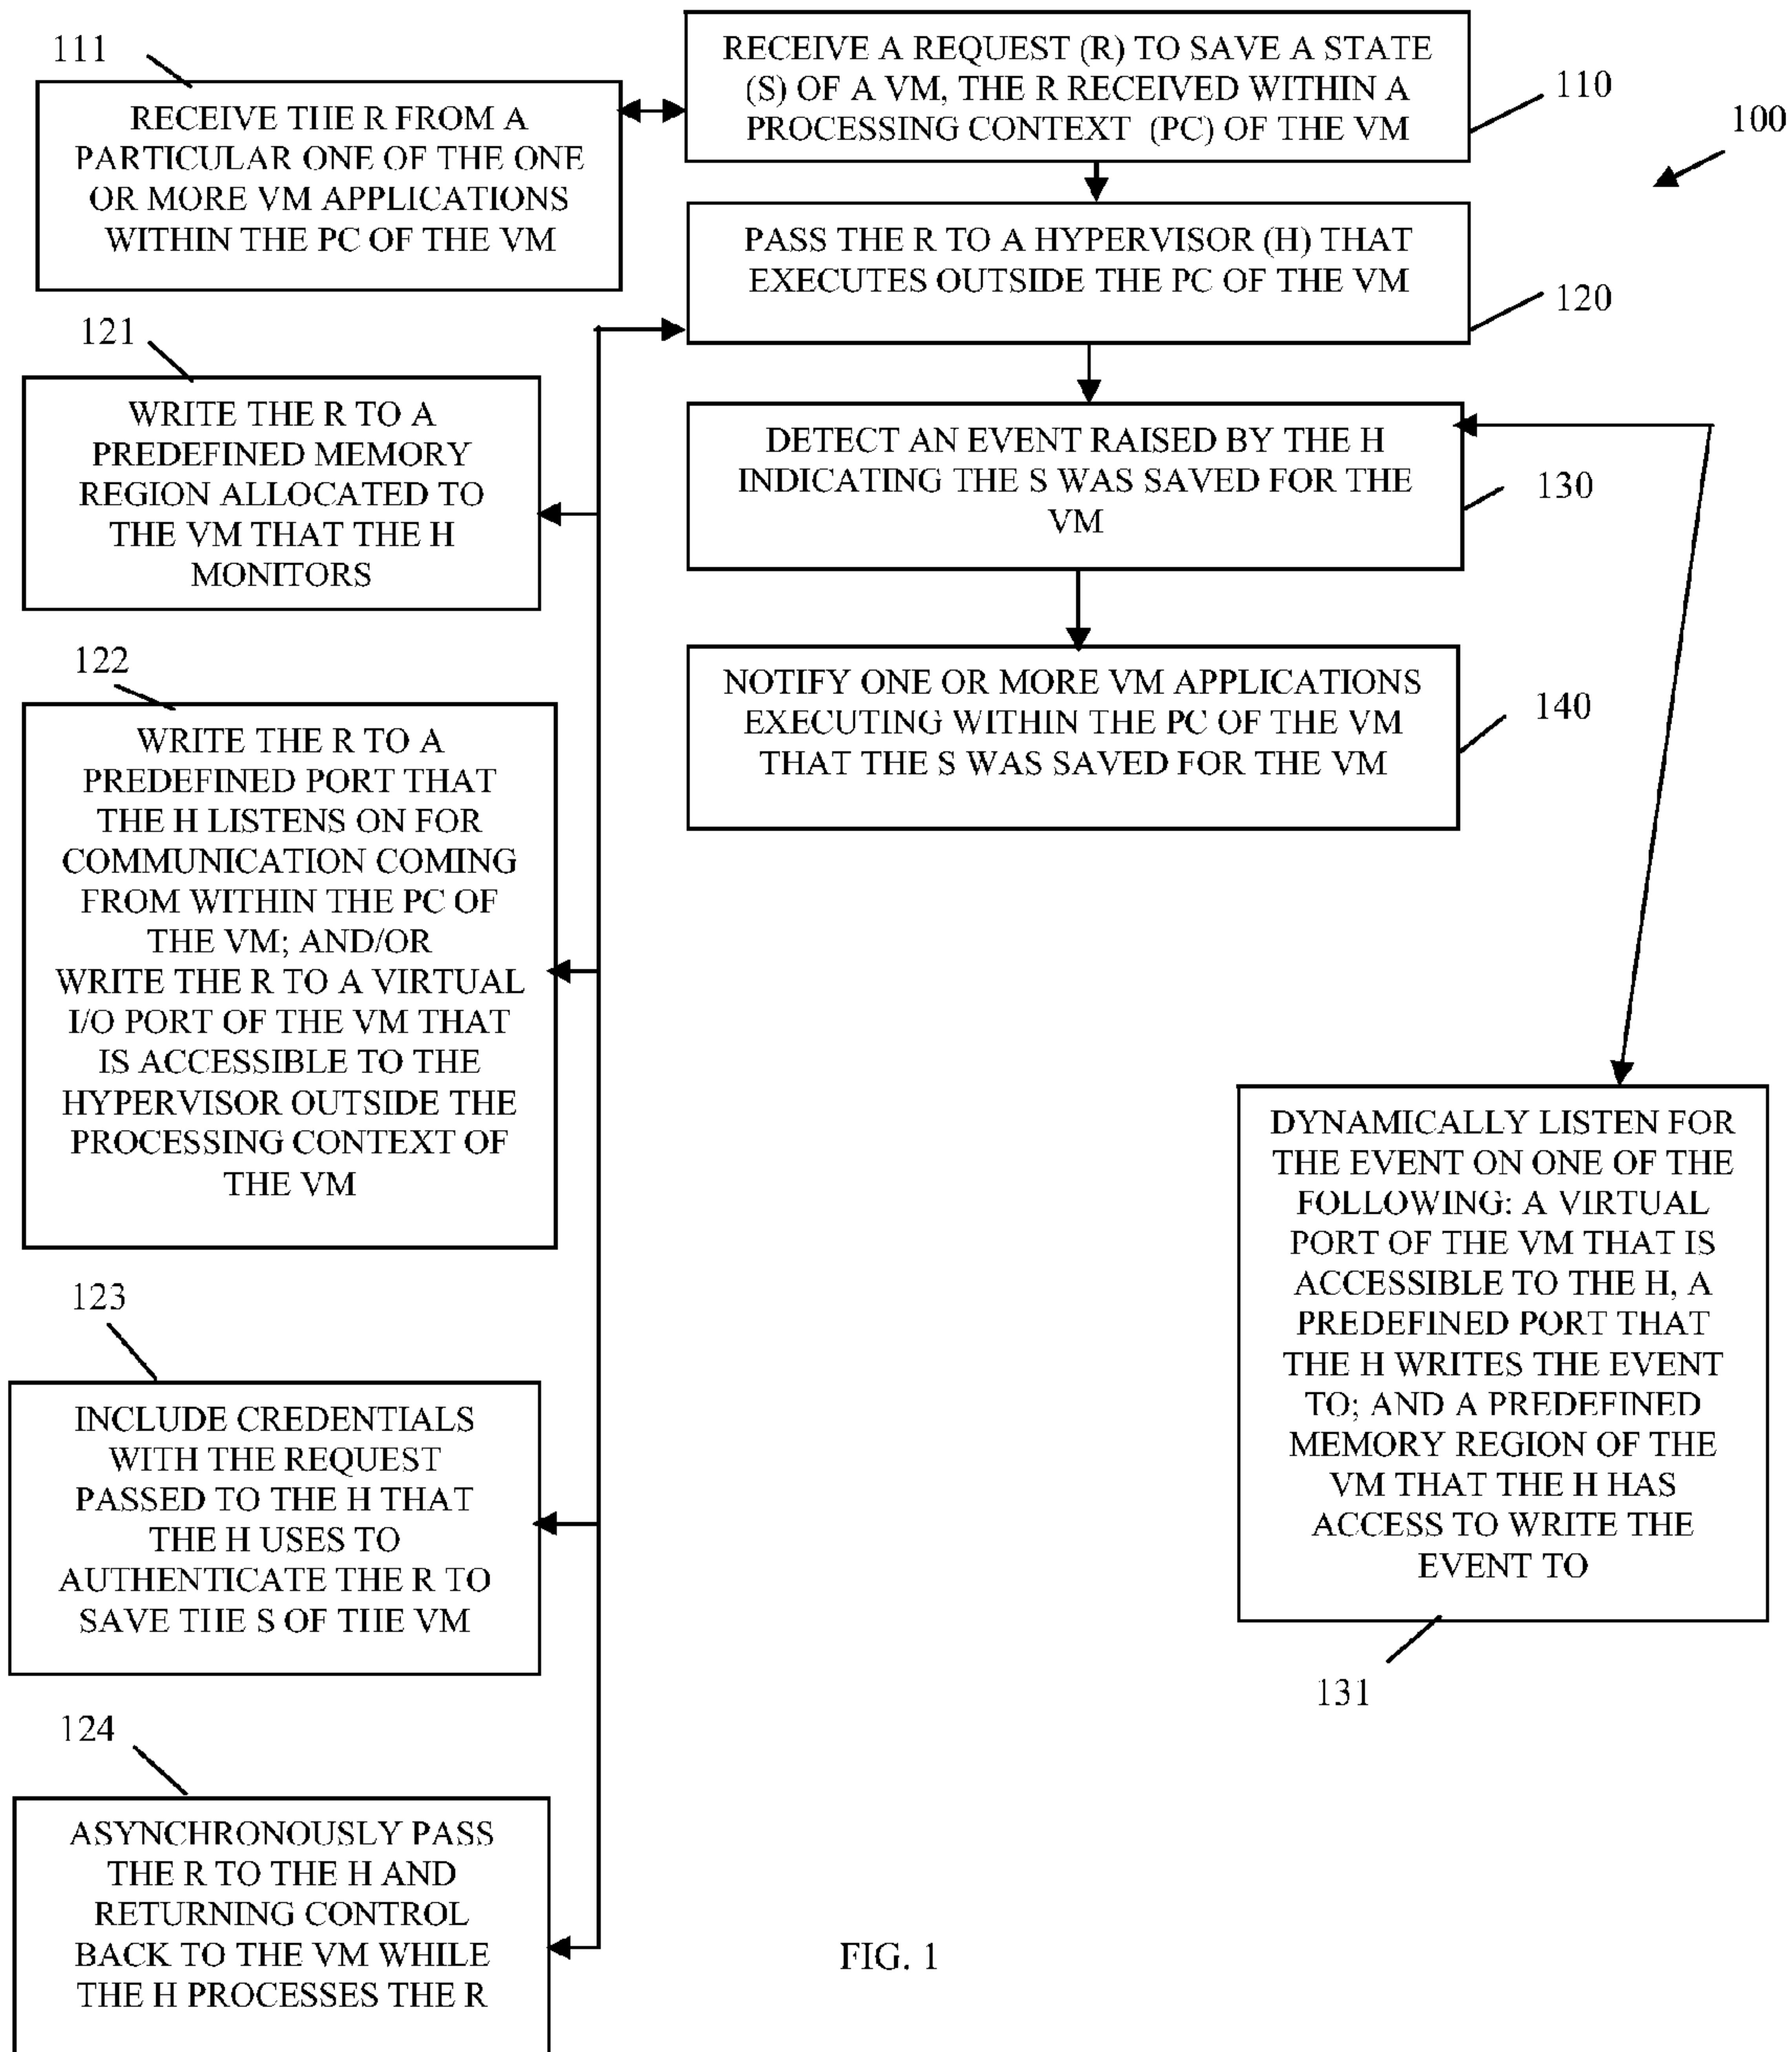 111
RECEIVE A REQUEST (R) TO SAVE A STATE
(S) OF A VM, THE R RECEIVED WITHIN A
PROCESSING CONTEXT (PC) OF THE VM
110
100
RECEIVE THE R FROM A
PARTICULAR ONE OF THE ONE
OR MORE VM APPLICATIONS
WITHIN THE PC OF THE VM
PASS THE R TO A HYPERVISOR (H) THAT
EXECUTES OUTSIDE THE PC OF THE VM
120
121
WRITE THE R TO A
PREDEFINED MEMORY
REGION ALLOCATED TO
THE VM THAT THE H
MONITORS
DETECT AN EVENT RAISED BY THE H
INDICATING THE S WAS SAVED FOR THE
VM
130
122
WRITE THE R TO A
PREDEFINED PORT THAT
THE H LISTENS ON FOR
COMMUNICATION COMING
FROM WITHIN THE PC OF
THE VM; AND/OR
WRITE THE R TO A VIRTUAL
I/O PORT OF THE VM THAT
IS ACCESSIBLE TO THE
HYPERVISOR OUTSIDE THE
PROCESSING CONTEXT OF
THE VM
NOTIFY ONE OR MORE VM APPLICATIONS
EXECUTING WITHIN THE PC OF THE VM
THAT THE S WAS SAVED FOR THE VM
140
DYNAMICALLY LISTEN FOR
THE EVENT ON ONE OF THE
FOLLOWING: A VIRTUAL
PORT OF THE VM THAT IS
ACCESSIBLE TO THE H, A
PREDEFINED PORT THAT
THE H WRITES THE EVENT
TO; AND A PREDEFINED
MEMORY REGION OF THE
VM THAT THE H HAS
ACCESS TO WRITE THE
EVENT TO
131
123
INCLUDE CREDENTIALS
WITH THE REQUEST
PASSED TO THE H THAT
THE H USES TO
AUTHENTICATE THE R TO
SAVE THE S OF THE VM
124
ASYNCHRONOUSLY PASS
THE R TO THE H AND
RETURNING CONTROL
BACK TO THE VM WHILE
THE H PROCESSES THE R
FIG. 1